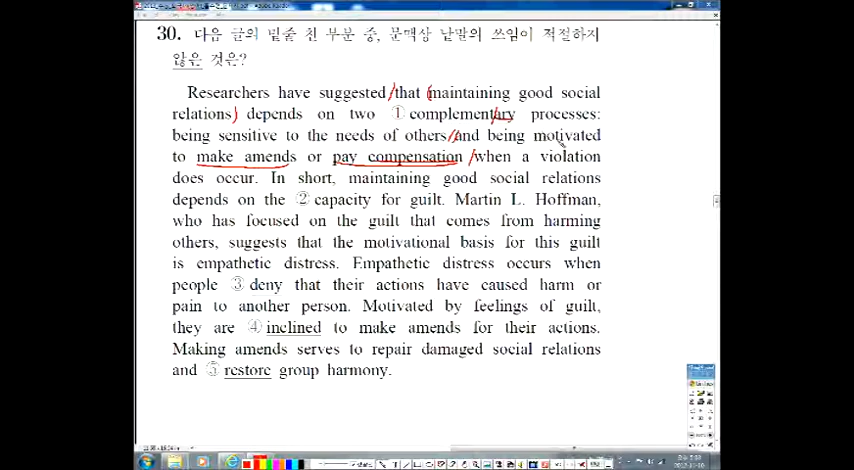 30. 다음 글의 밑줄 친 부분 중, 문맥상 낱말의 쓰임이 적절하지
않은 것은?
Researchers have suggested that maintaining good social
relations depends on two ① complementary processes:
being sensitive to the needs of others and being motivated
to make amends or pay compensation when a violation
does occur. In short, maintaining good social relations
depends on the ② capacity for guilt. Martin L. Hoffman,
who has focused on the guilt that comes from harming
others, suggests that the motivational basis for this guilt
is empathetic distress. Empathetic distress occurs when
people ③ deny that their actions have caused harm or
pain to another person. Motivated by feelings of guilt,
they are ④ inclined to make amends for their actions.
Making amends serves to repair damaged social relations
and ⑤ restore group harmony.